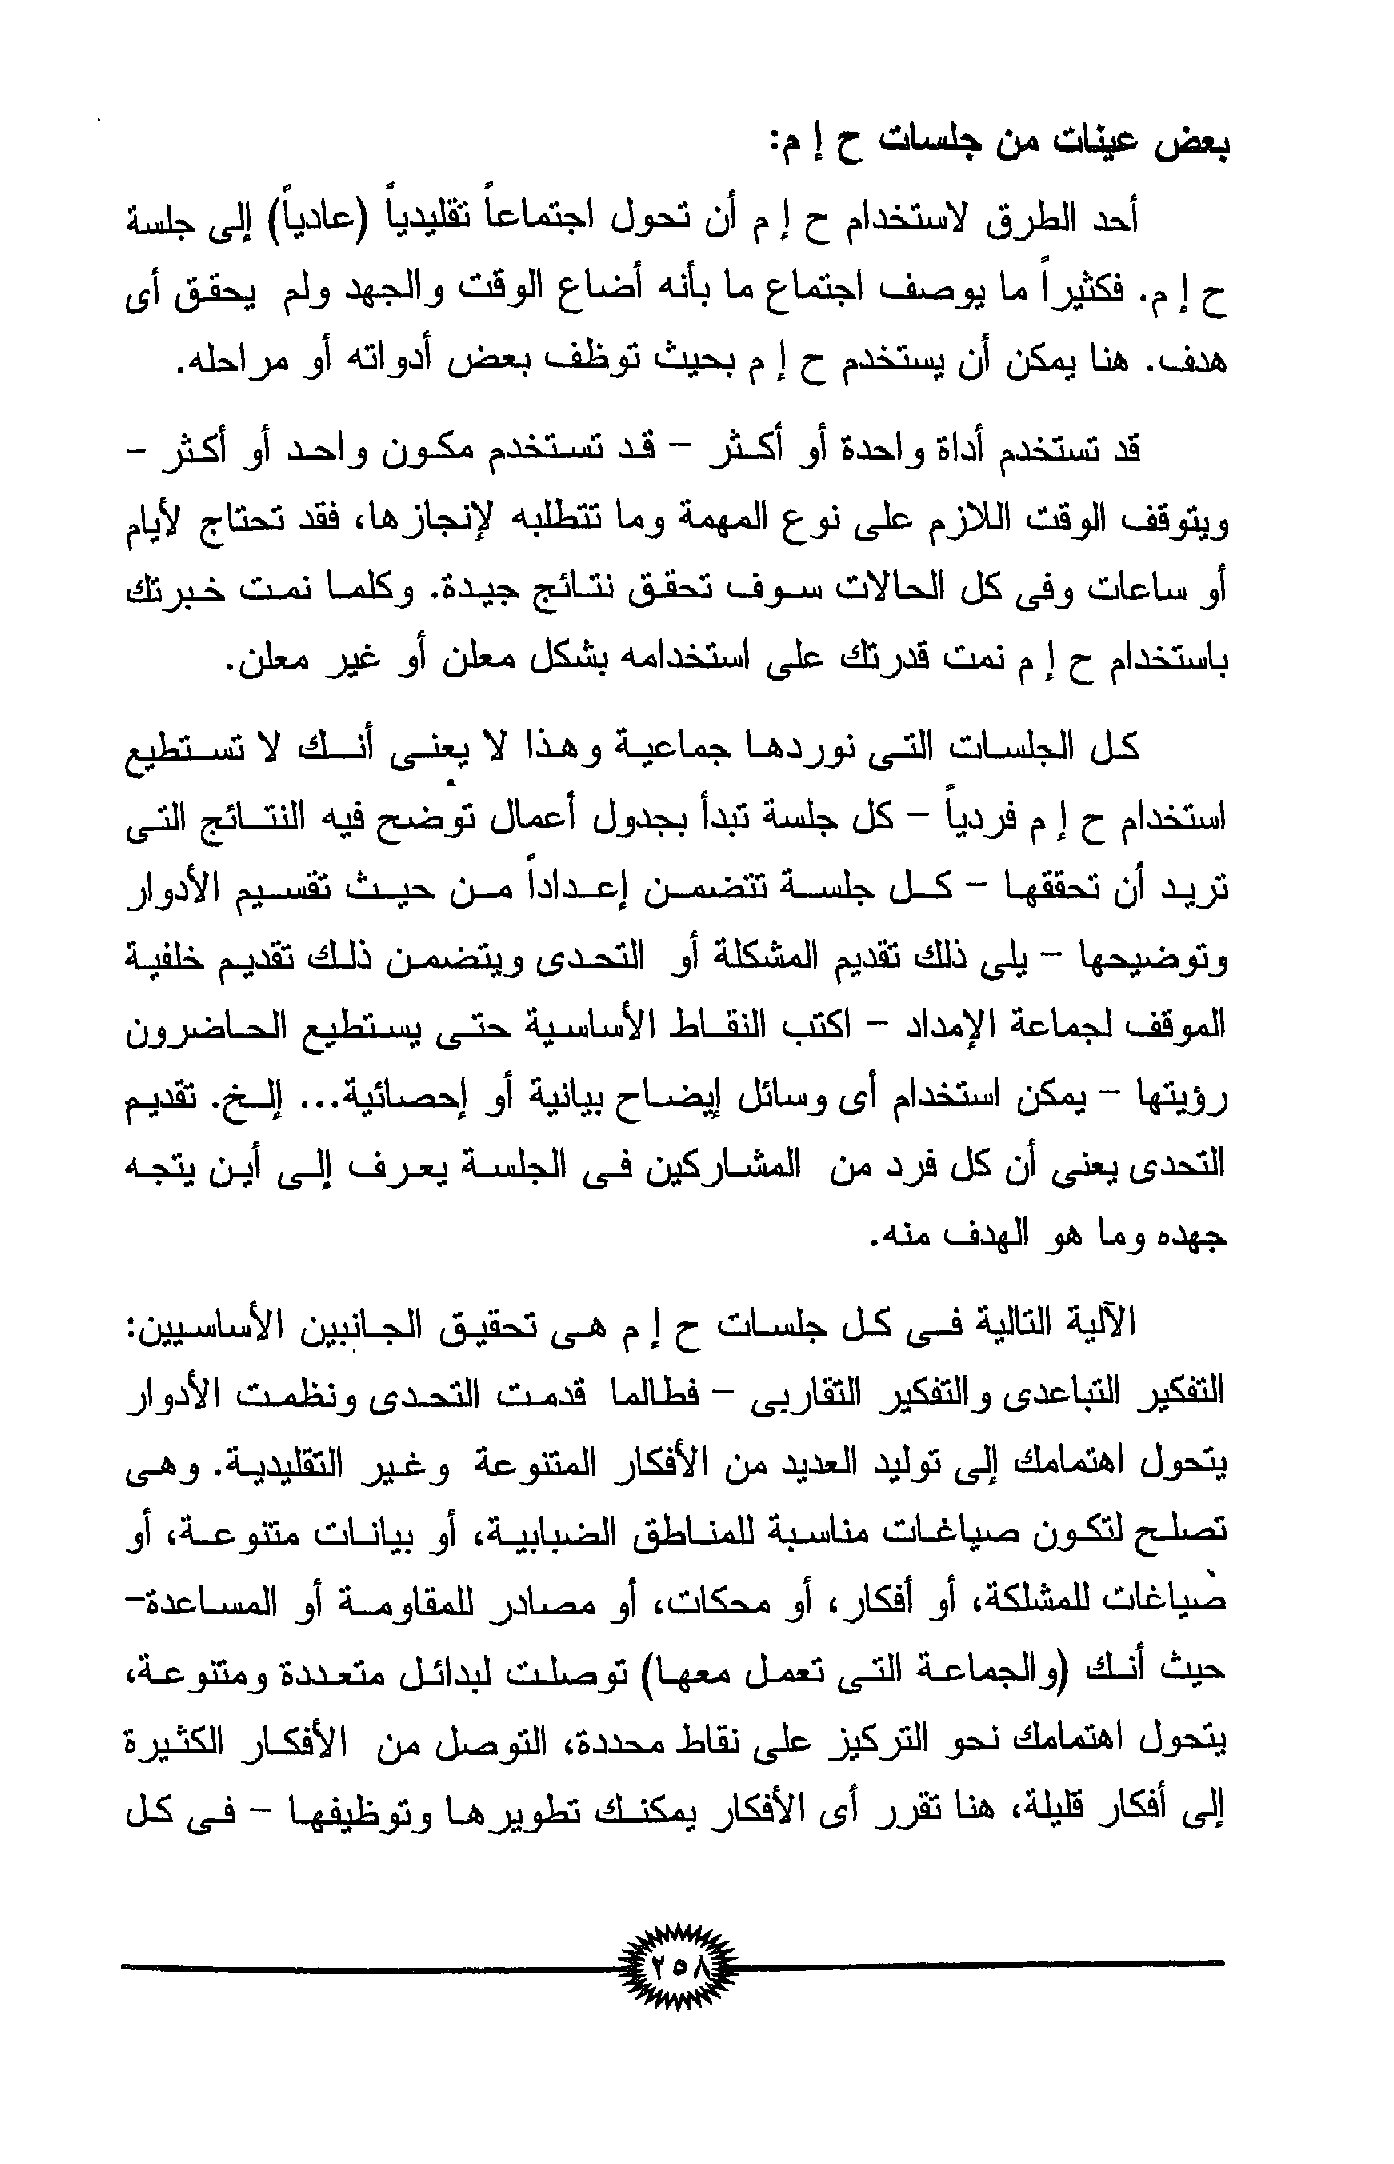 بعض عينات من جلسات ح إ م:
أحد الطرق لاستخدام ح إ م أن تحول اجتماعاً تقليدياً (عادياً) إلى جلسة
ح إ م. فكثيراً ما يوصف اجتماع ما بأنه أضاع الوقت والجهد ولم يحقق أى
هدف. هنا يمكن أن يستخدم ح إ م بحيث توظف بعض أدواته أو مراحله.
قد تستخدم أداة واحدة أو أكثر - قد تستخدم مكون واحد أو أكثر -
ويتوقف الوقت اللازم على نوع المهمة وما تتطلبه لإنجازها، فقد تحتاج لأيام
أو ساعات وفى كل الحالات سوف تحقق نتائج جيدة. وكلما نمت خبرتك
باستخدام ح إ م نمت قدرتك على استخدامه بشكل معلن أو غير معلن.
كل الجلسات التى نوردها جماعية وهذا لا يعنى أنك لا تستطيع
استخدام ح إ م فردياً - كل جلسة تبدأ بجدول أعمال توضح فيه النتائج التى
تريد أن تحققها - كل جلسة تتضمن إعداداً من حيث تقسيم الأدوار
وتوضيحها - يلى ذلك تقديم المشكلة أو التحدى ويتضمن ذلك تقديم خلفية
الموقف لجماعة الإمداد - اكتب النقاط الأساسية حتى يستطيع الحاضرون
رؤيتها - يمكن استخدام أى وسائل إيضاح بيانية أو إحصائية... إلخ. تقديم
التحدى يعنى أن كل فرد من المشاركين فى الجلسة يعرف إلى أين يتجه
جهده وما هو الهدف منه.
الآلية التالية فى كل جلسات ح إ م هى تحقيق الجانبين الأساسيين:
التفكير التباعدى والتفكير التقاربى - فطالما قدمت التحدى ونظمت الأدوار
يتحول اهتمامك إلى توليد العديد من الأفكار المتنوعة وغير التقليدية. وهى
تصلح لتكون صياغات مناسبة للمناطق الضبابية، أو بيانات متنوعة، أو
صياغات للمشلكة، أو أفكار، أو محكات، أو مصادر للمقاومة أو المساعدة-
حيث أنك (والجماعة التى تعمل معها) توصلت لبدائل متعددة ومتنوعة،
يتحول اهتمامك نحو التركيز على نقاط محددة، التوصل من الأفكار الكثيرة
إلى أفكار قليلة، هنا تقرر أى الأفكار يمكنك تطويرها وتوظيفها - فى كل
٢٥٨